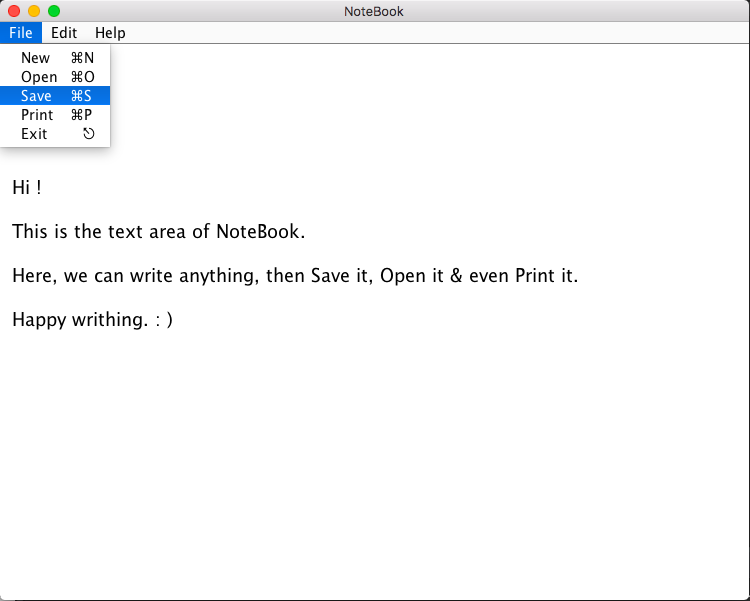 NoteBook
File Edit Help
New ⌘N
Open ⌘O
Save ⌘S
Print ⌘P
Exit ⎋
Hi !
This is the text area of NoteBook.
Here, we can write anything, then Save it, Open it & even Print it.
Happy writhing. : )